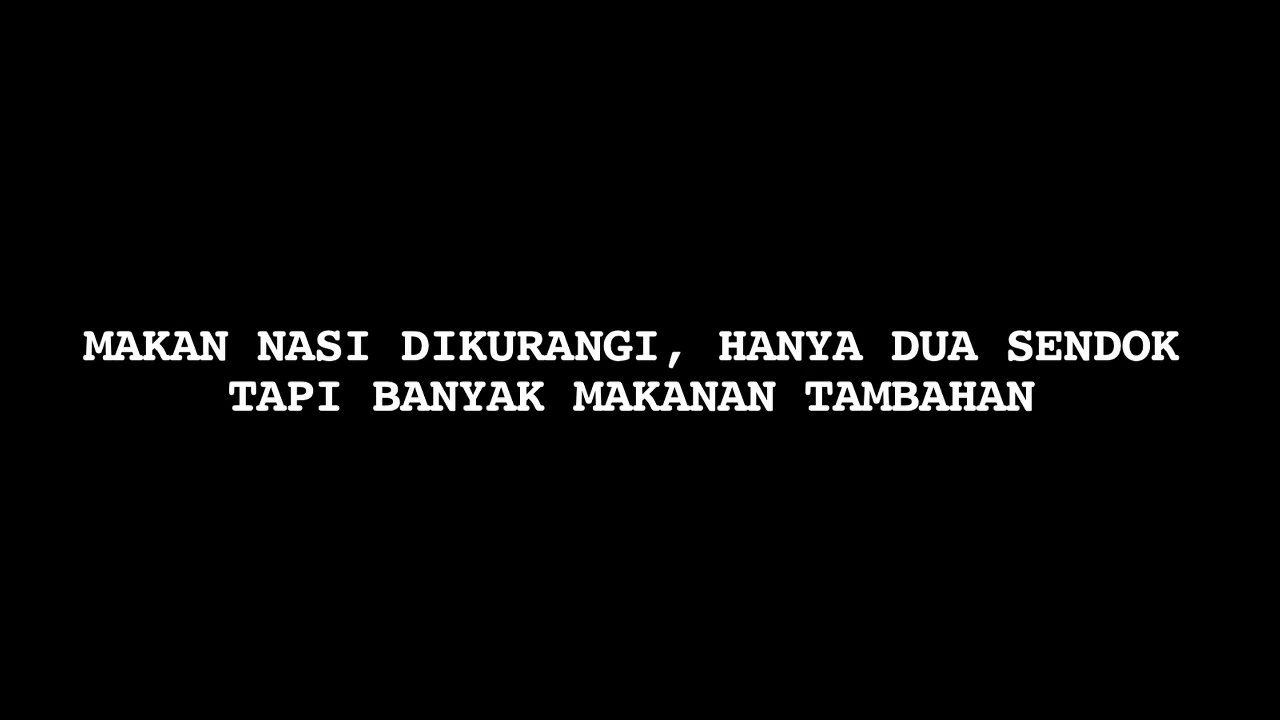 MAKAN NASI DIKURANGI, HANYA DUA SENDOK
TAPI BANYAK MAKANAN TAMBAHAN